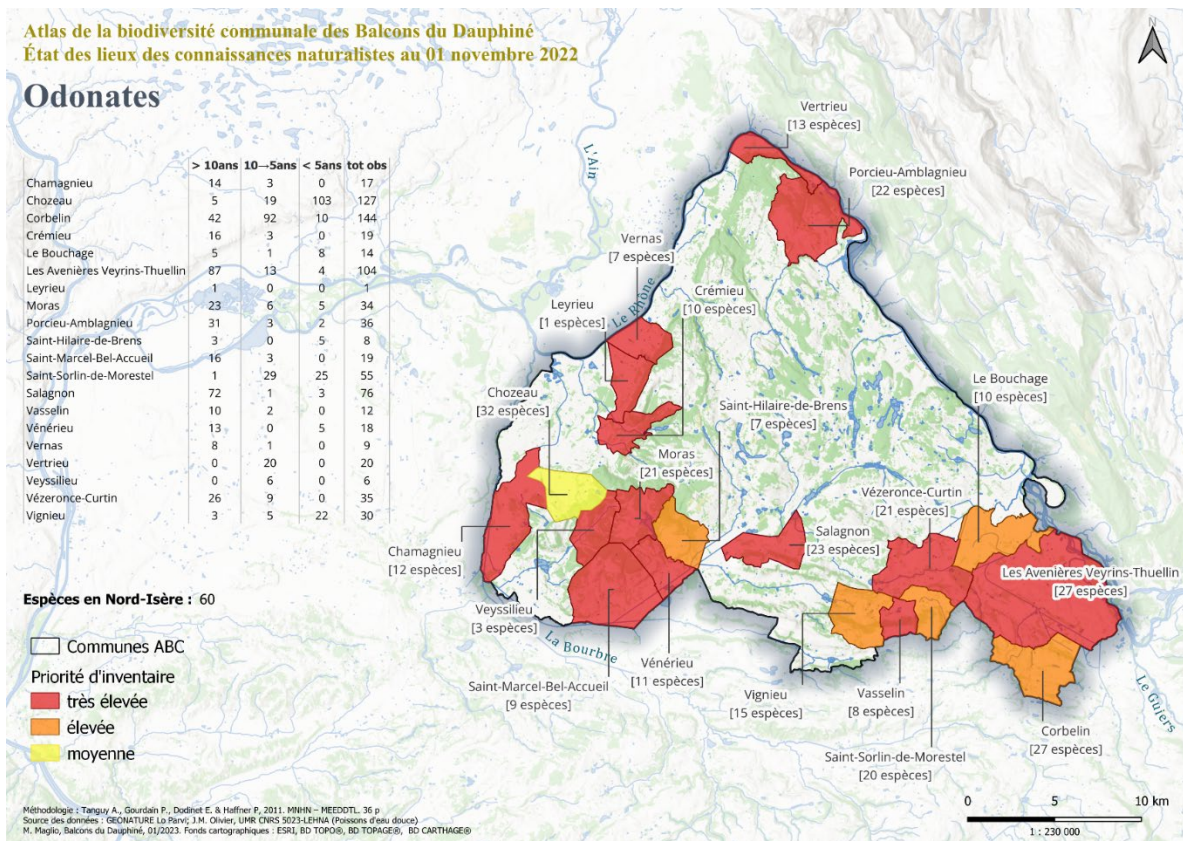 Atlas de la biodiversité communale des Balcons du Dauphiné
État des lieux des connaissances naturalistes au 01 novembre 2022
Odonates
N
> 10ans 10→5ans < 5ans tot obs
Chamagnieu 14 3 0 17
Chozeau 5 19 103 127
Corbelin 42 92 10 144
Crémieu 16 3 0 19
Le Bouchage 5 1 8 14
Les Avenières Veyrins-Thuellin 87 13 4 104
Leyrieu 1 0 0 1
Moras 23 6 5 34
Porcieu-Amblagnieu 31 3 2 36
Saint-Hilaire-de-Brens 3 0 5 8
Saint-Marcel-Bel-Accueil 16 3 0 19
Saint-Sorlin-de-Morestel 1 29 25 55
Salagnon 72 1 3 76
Vasselin 10 2 0 12
Vénérieu 13 0 5 18
Vernas 8 1 0 9
Vertrieu 0 20 0 20
Veyssilieu 0 6 0 6
Vézeronce-Curtin 26 9 0 35
Vignieu 3 5 22 30
Espèces en Nord-Isère : 60
Communes ABC
Priorité d'inventaire
très élevée
élevée
moyenne
Vertrieu
[13 espèces]
L'Ain
Porcieu-Amblagnieu
[22 espèces]
Vernas
[7 espèces]
Crémieu
[10 espèces]
Leyrieu
[1 espèces]
Le Rhône
Le Bouchage
[10 espèces]
Chozeau
[32 espèces]
Saint-Hilaire-de-Brens
[7 espèces]
Moras
[21 espèces]
Vézeronce-Curtin
[21 espèces]
Salagnon
[23 espèces]
Chamagnieu
[12 espèces]
Les Avenières Veyrins-Thuellin
[27 espèces]
Veyssilieu
[3 espèces]
La Bourbre
Vénérieu
[11 espèces]
Saint-Marcel-Bel-Accueil
[9 espèces]
Vignieu
[15 espèces]
Vasselin
[8 espèces]
Le Guiers
Corbelin
[27 espèces]
Saint-Sorlin-de-Morestel
[20 espèces]
0 5 10 km
1 : 230 000
Méthodologie : Tanguy A., Gourdain P., Dodinet E. & Haffner P, 2011. MNHN – MEEDDTL. 36 p
Source des données : GEONATURE Lo Parvi; J.M. Olivier, UMR CNRS 5023-LEHNA (Poissons d'eau douce)
M. Maglio, Balcons du Dauphiné, 01/2023. Fonds cartographiques : ESRI, BD TOPO®, BD TOPAGE®, BD CARTHAGE®